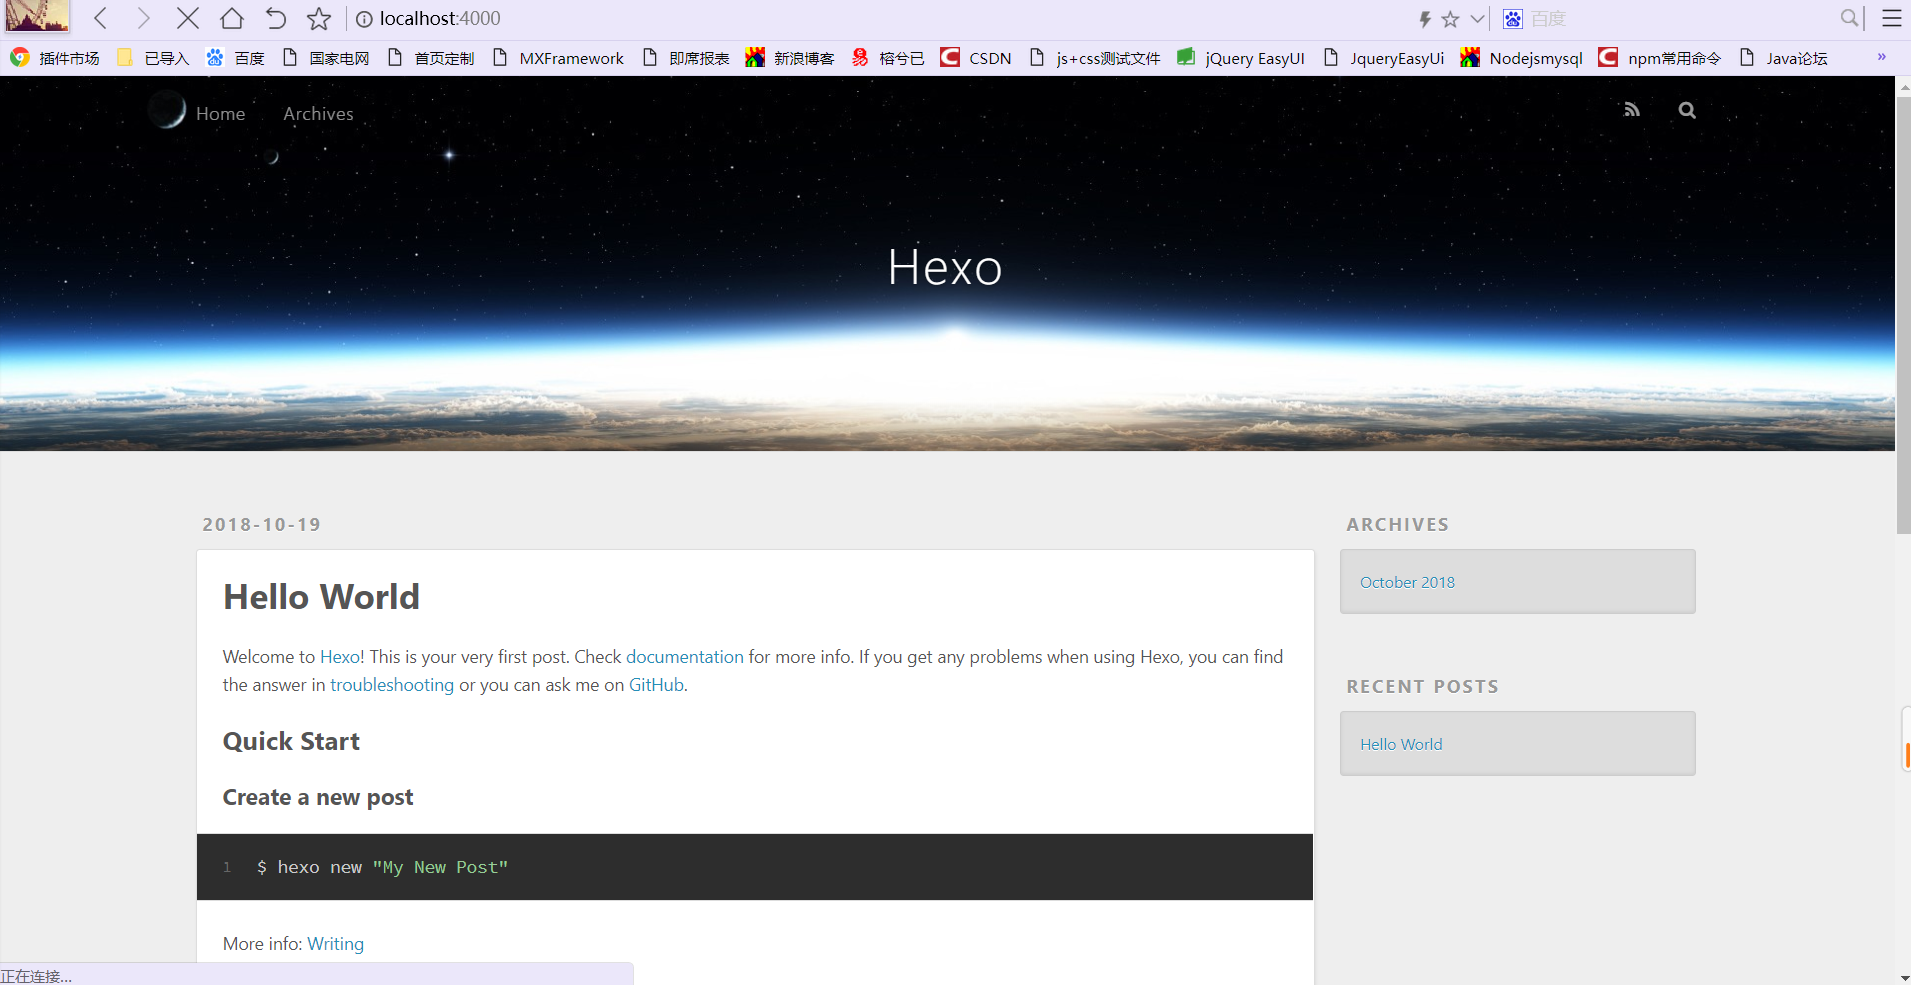 localhost:4000
百度
插件市场 已导入 百度 国家电网 首页定制 MXFramework 即席报表 新浪博客 榕兮已 CSDN js+css测试文件 jQuery EasyUI JqueryEasyUi Nodejsmysql npm常用命令 Java论坛 »
Home Archives
Hexo
2018-10-19
Hello World
Welcome to Hexo! This is your very first post. Check documentation for more info. If you get any problems when using Hexo, you can find
the answer in troubleshooting or you can ask me on GitHub.
Quick Start
Create a new post
1 $ hexo new "My New Post"
More info: Writing
ARCHIVES
October 2018
RECENT POSTS
Hello World
正在连接...